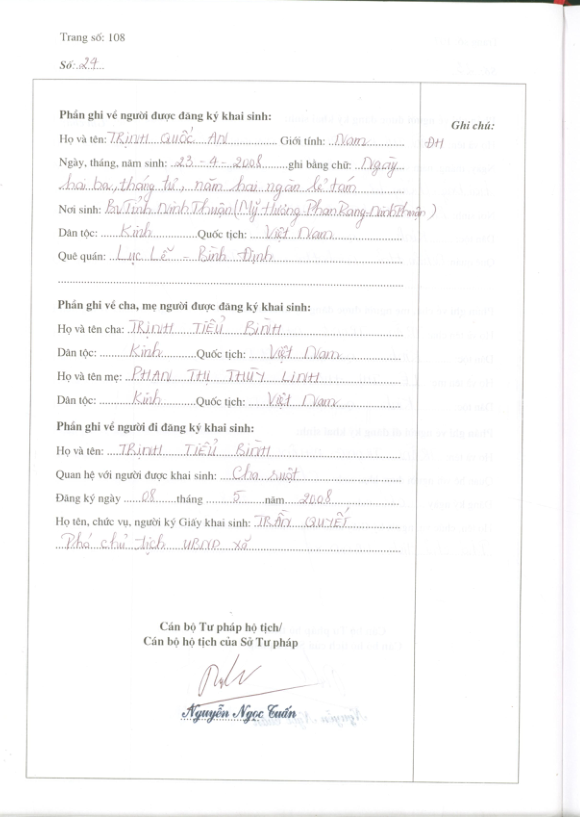 Trang số: 108
Số: 29
Phần ghi về người được đăng ký khai sinh:
Ghi chú:
Họ và tên: TRỊNH QUỐC AN Giới tính: Nam
ĐH
Ngày, tháng, năm sinh: 23 - 4 - 2008 ghi bằng chữ: Ngày
hai ba, tháng tư, năm hai ngàn lẻ tám
Nơi sinh: BV Tỉnh Ninh Thuận (Mỹ Hương Phan Rang - Ninh Thuận)
Dân tộc: Kinh Quốc tịch: Việt Nam
Quê quán: Lục Lễ - Bình Định
Phần ghi về cha, mẹ người được đăng ký khai sinh:
Họ và tên cha: TRỊNH TIỂU BÌNH
Dân tộc: Kinh Quốc tịch: Việt Nam
Họ và tên mẹ: PHAN THỊ THÙY LINH
Dân tộc: Kinh Quốc tịch: Việt Nam
Phần ghi về người đi đăng ký khai sinh:
Họ và tên: TRỊNH TIỂU BÌNH
Quan hệ với người được khai sinh: Cha ruột
Đăng ký ngày 08 tháng 5 năm 2008
Họ tên, chức vụ, người ký Giấy khai sinh: TRẦN QUYẾT
Phó chủ tịch UBND xã
Cán bộ Tư pháp hộ tịch/
Cán bộ hộ tịch của Sở Tư pháp
Nguyễn Ngọc Tuấn